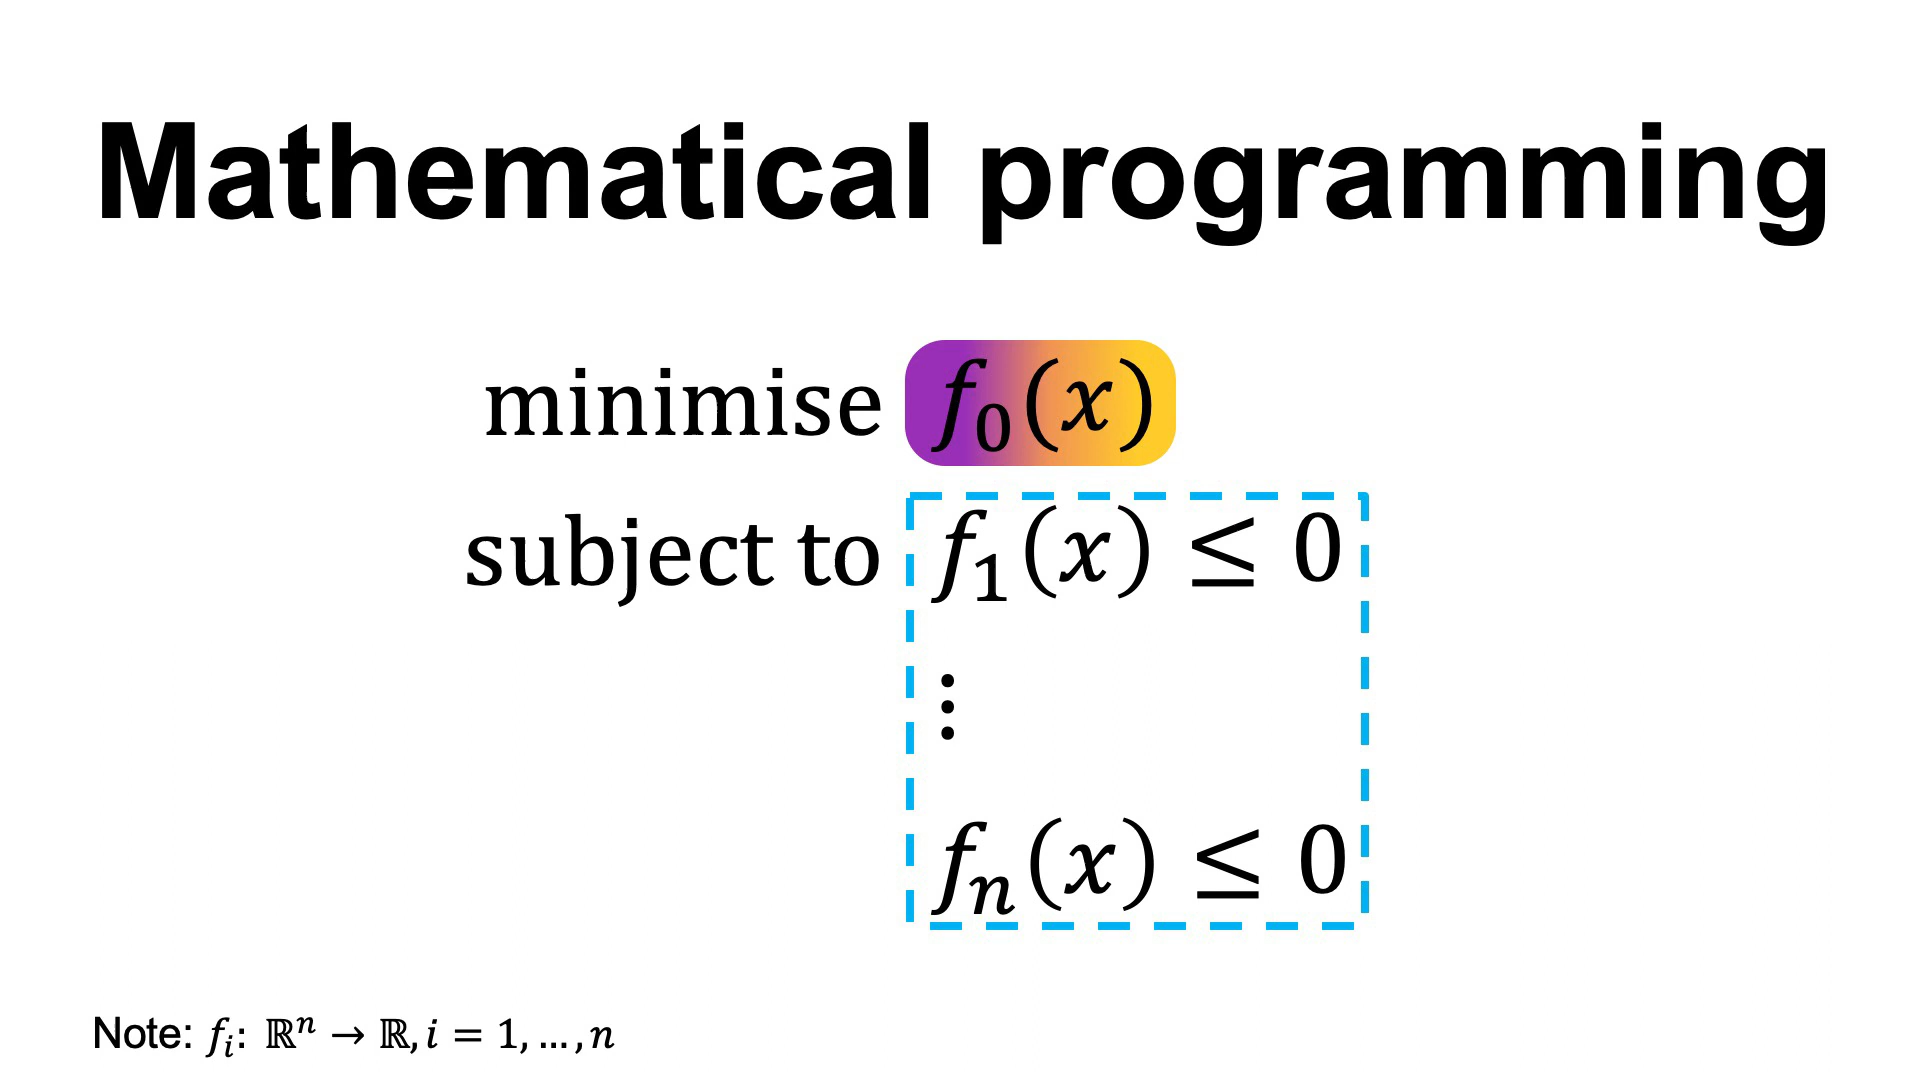 Mathematical programming
minimise f₀(x)
subject to f₁(x) ≤ 0
⋮
fₙ(x) ≤ 0
Note: fᵢ: ℝⁿ → ℝ, i = 1, … , n